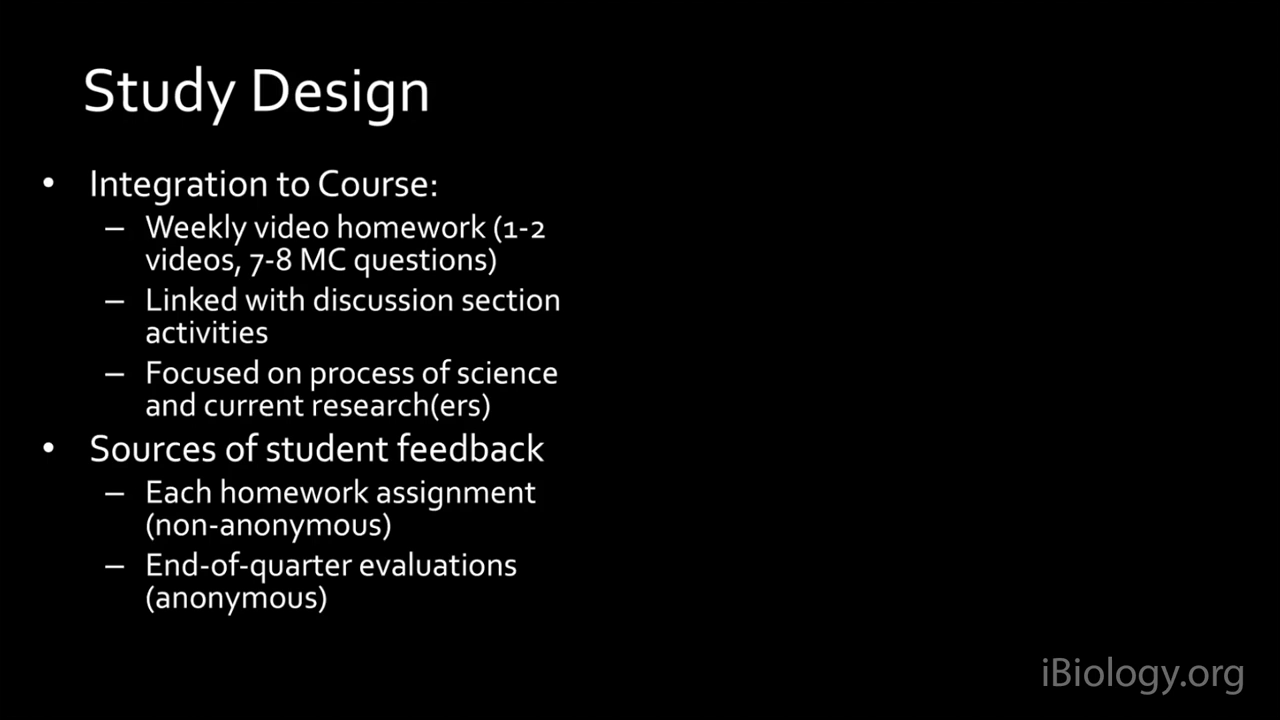 Study Design
• Integration to Course:
– Weekly video homework (1-2
videos, 7-8 MC questions)
– Linked with discussion section
activities
– Focused on process of science
and current research(ers)
• Sources of student feedback
– Each homework assignment
(non-anonymous)
– End-of-quarter evaluations
(anonymous)
iBiology.org